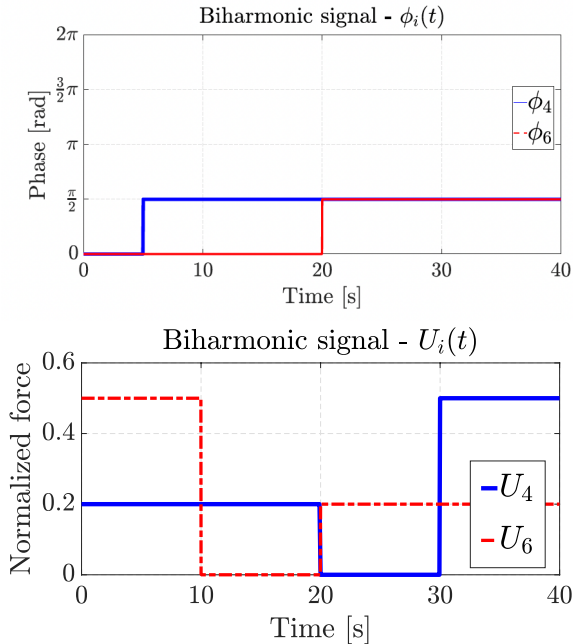 Biharmonic signal - ϕᵢ(t)
2π
3/2 π
π
π/2
0
Phase [rad]
ϕ₄
ϕ₆
0 10 20 30 40
Time [s]
Biharmonic signal - Uᵢ(t)
0.6
0.4
0.2
0
Normalized force
U₄
U₆
0 10 20 30 40
Time [s]